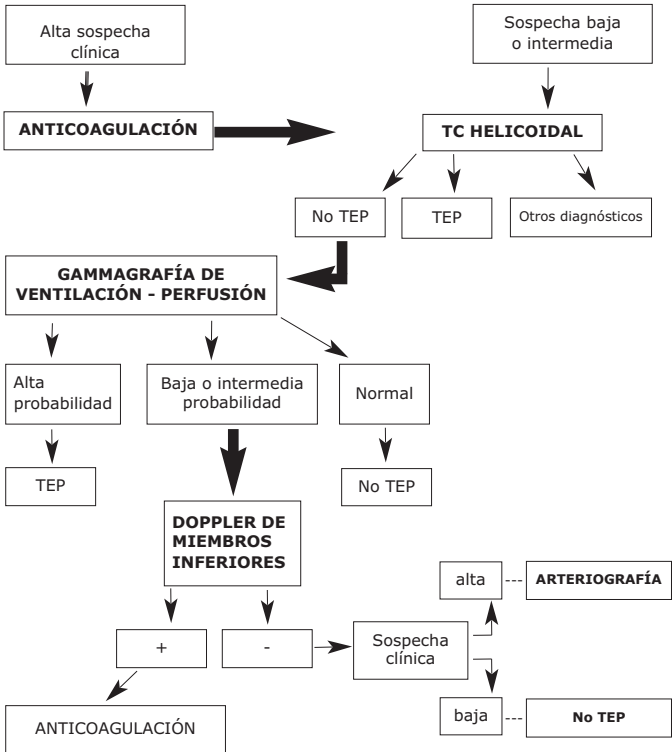 Alta sospecha
clínica
Sospecha baja
o intermedia
ANTICOAGULACIÓN
TC HELICOIDAL
No TEP
TEP
Otros diagnósticos
GAMMAGRAFÍA DE
VENTILACIÓN - PERFUSIÓN
Alta
probabilidad
Baja o intermedia
probabilidad
Normal
TEP
No TEP
DOPPLER DE
MIEMBROS
INFERIORES
alta
---
ARTERIOGRAFÍA
+
-
Sospecha
clínica
baja
---
No TEP
ANTICOAGULACIÓN